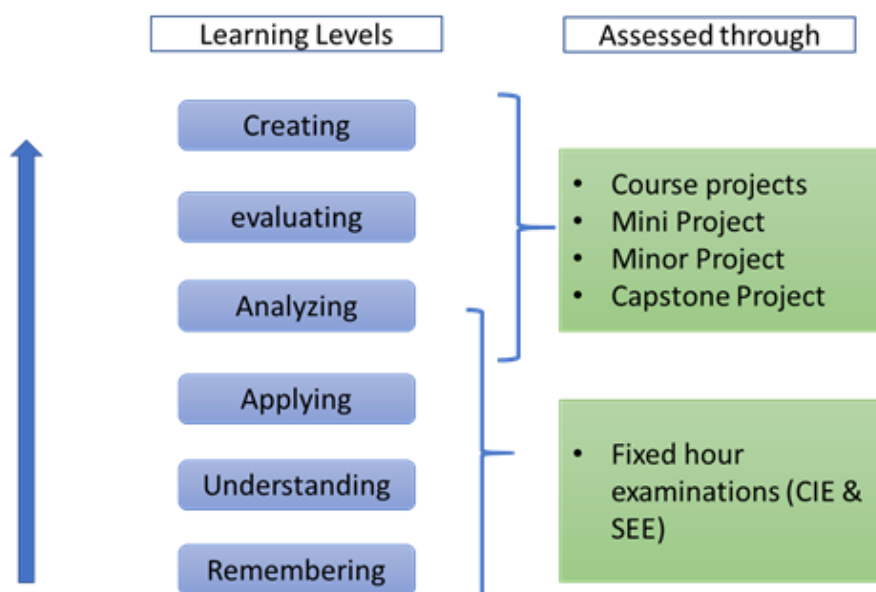 Learning Levels
Assessed through
Creating
evaluating
Analyzing
Applying
Understanding
Remembering
• Course projects
• Mini Project
• Minor Project
• Capstone Project
• Fixed hour
examinations (CIE &
SEE)